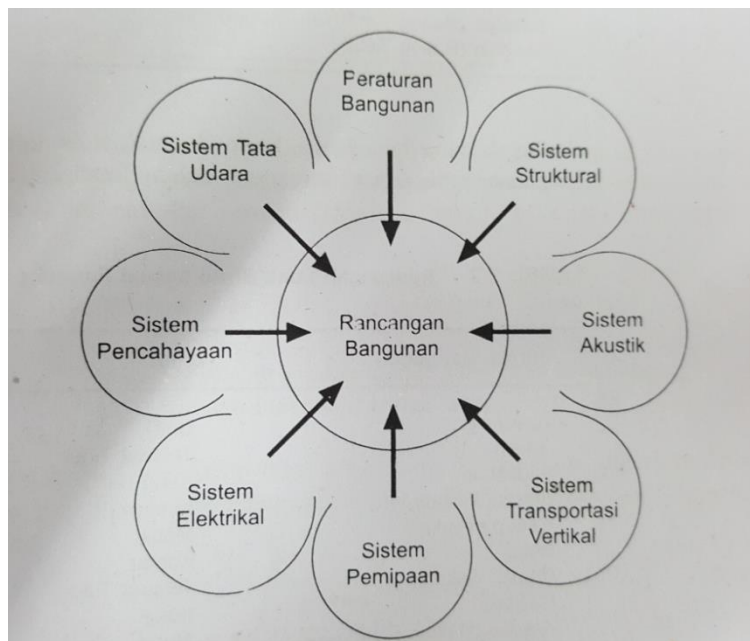 Peraturan
Bangunan
Sistem Tata
Udara
Sistem
Struktural
Sistem
Pencahayaan
Rancangan
Bangunan
Sistem
Akustik
Sistem
Elektrikal
Sistem
Pemipaan
Sistem
Transportasi
Vertikal